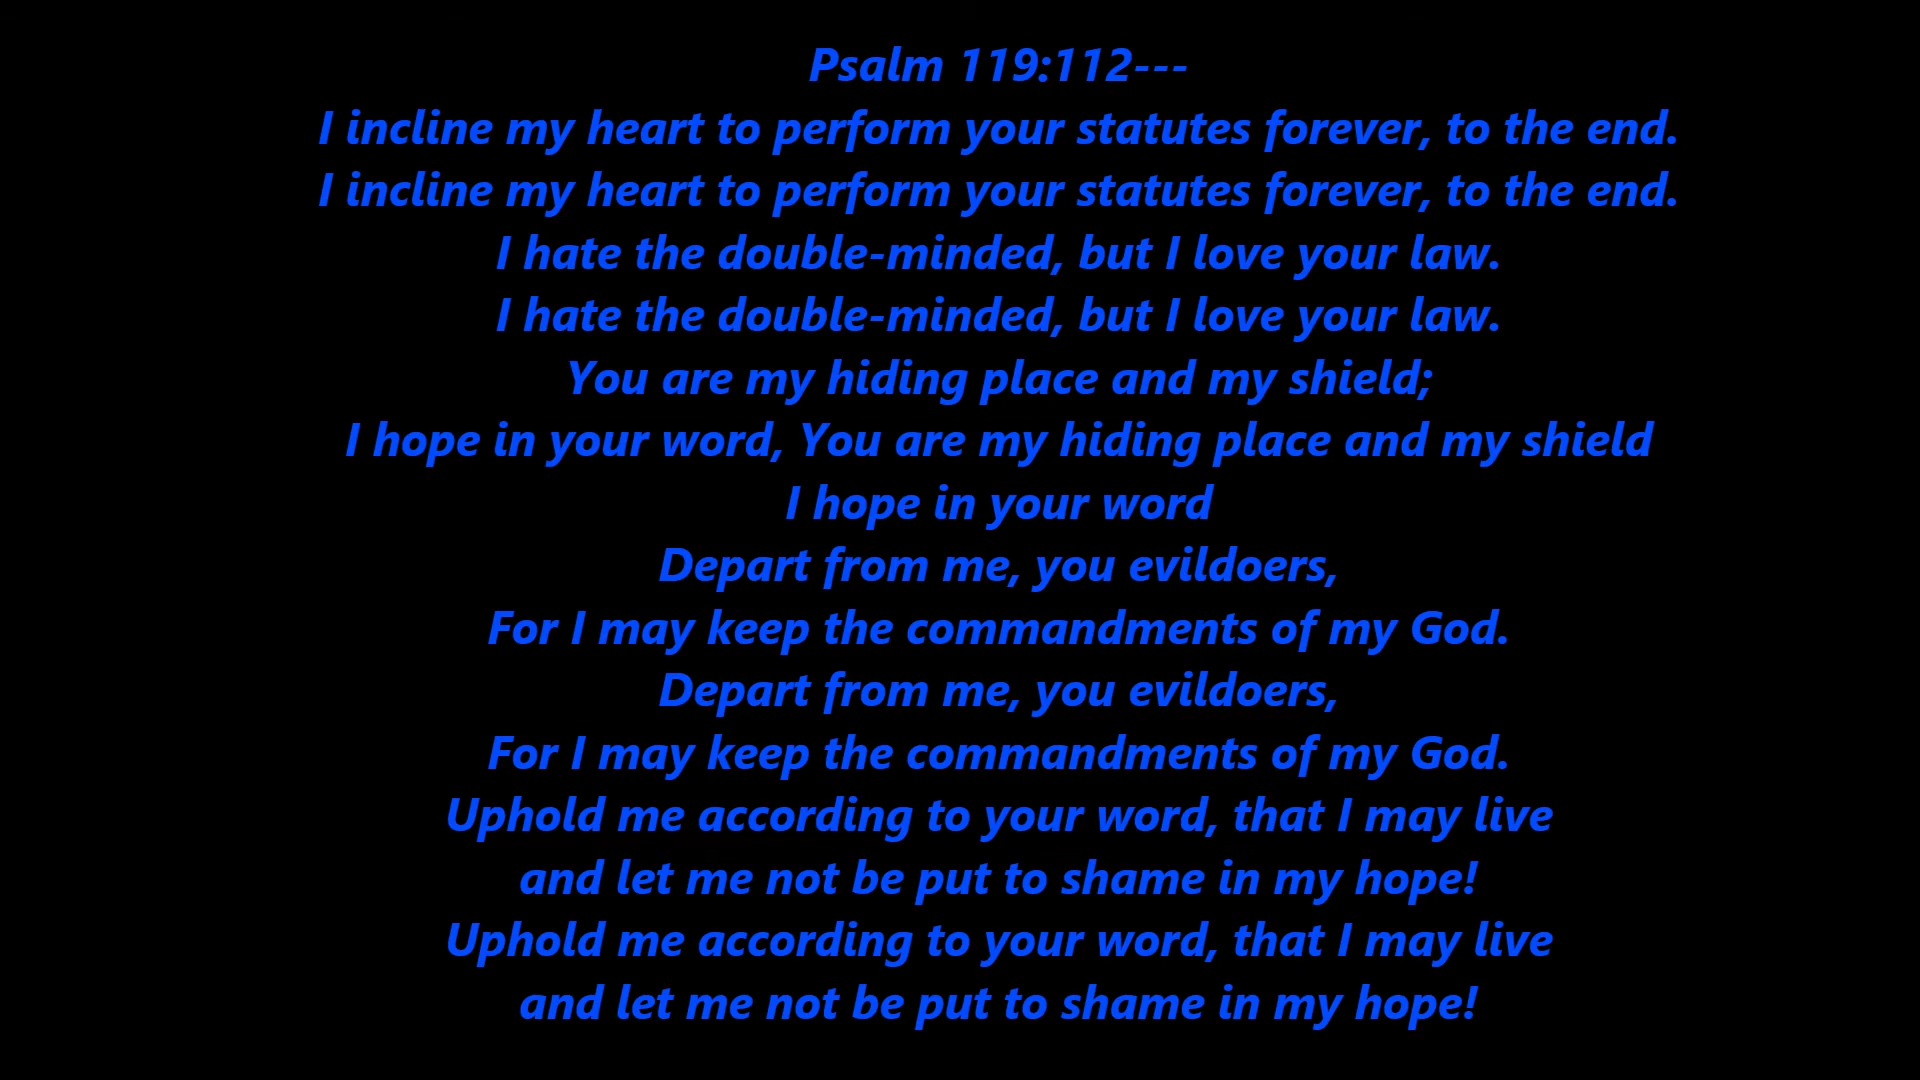 Psalm 119:112---
I incline my heart to perform your statutes forever, to the end.
I incline my heart to perform your statutes forever, to the end.
I hate the double-minded, but I love your law.
I hate the double-minded, but I love your law.
You are my hiding place and my shield;
I hope in your word, You are my hiding place and my shield
I hope in your word
Depart from me, you evildoers,
For I may keep the commandments of my God.
Depart from me, you evildoers,
For I may keep the commandments of my God.
Uphold me according to your word, that I may live
and let me not be put to shame in my hope!
Uphold me according to your word, that I may live
and let me not be put to shame in my hope!